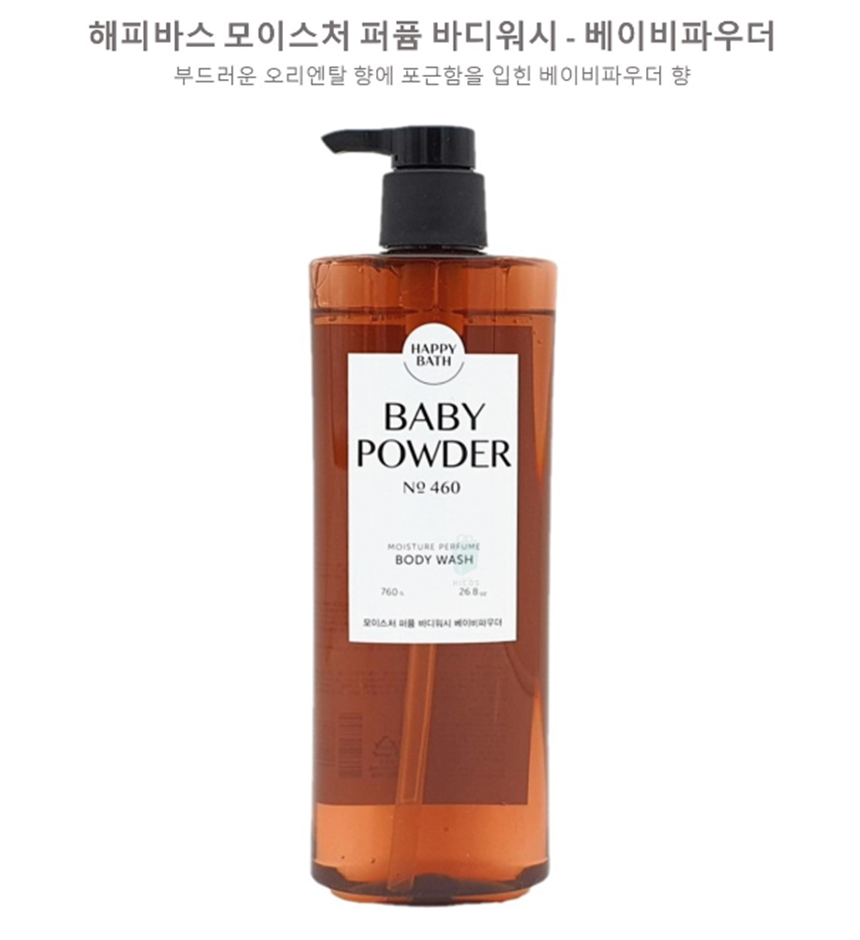 해피바스 모이스처 퍼퓸 바디워시 - 베이비파우더
부드러운 오리엔탈 향에 포근함을 입힌 베이비파우더 향
HAPPY
BATH
BABY
POWDER
Nº 460
MOISTURE PERFUME
BODY WASH
HICOS
760 g 26.8 oz
모이스처 퍼퓸 바디워시 베이비파우더